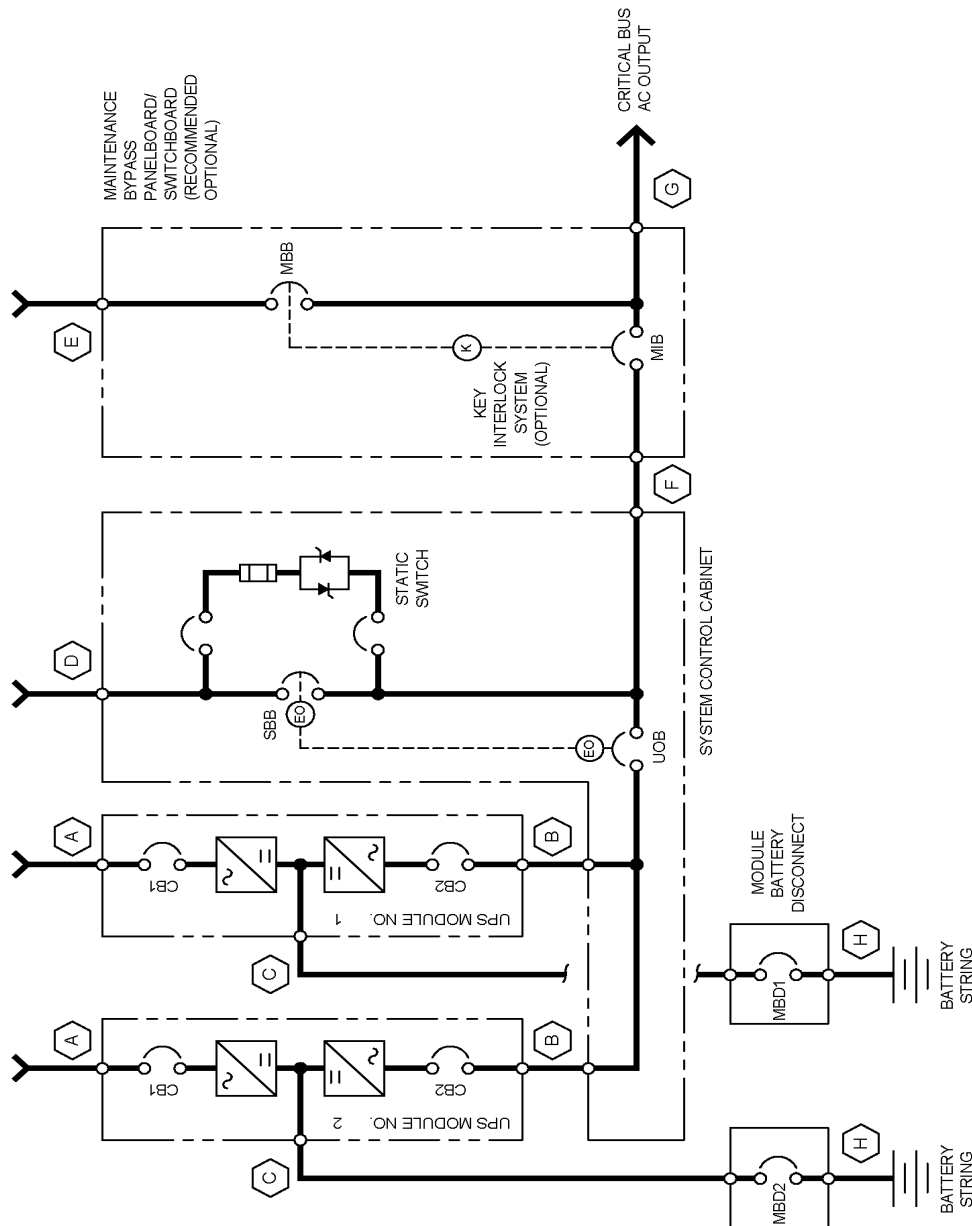 MAINTENANCE
BYPASS
PANELBOARD/
SWITCHBOARD
(RECOMMENDED
OPTIONAL)
CRITICAL BUS
AC OUTPUT
E
MBB
K
KEY
INTERLOCK
SYSTEM
(OPTIONAL)
MIB
G
F
D
SBB
EO
EO
UOB
STATIC
SWITCH
SYSTEM CONTROL CABINET
A
CB1
CB2
UPS MODULE NO. 1
B
C
A
CB1
CB2
UPS MODULE NO. 2
B
C
MODULE
BATTERY
DISCONNECT
MBD1
H
BATTERY
STRING
MBD2
H
BATTERY
STRING